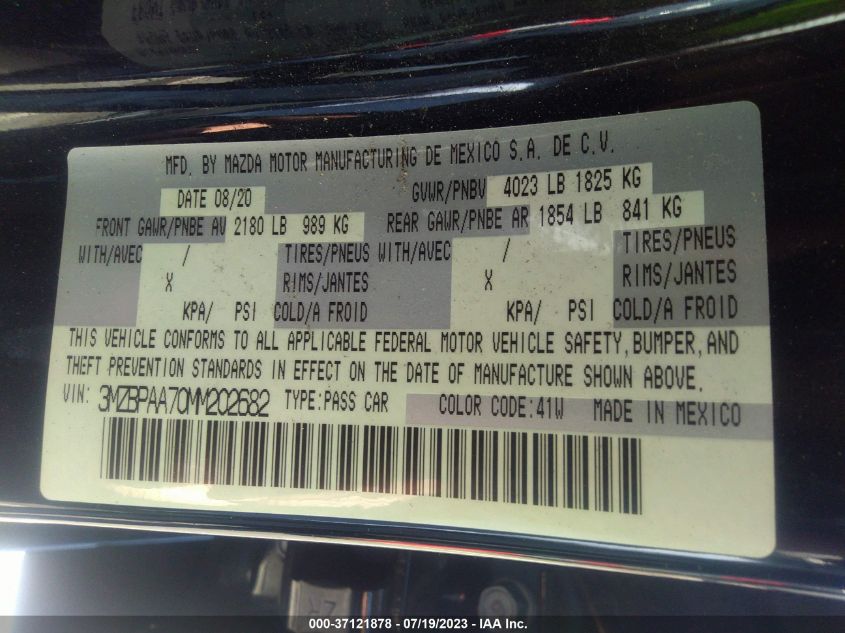 MFD. BY MAZDA MOTOR MANUFACTURING DE MEXICO S.A. DE C.V.
DATE 08/20 GVWR/PNBV 4023 LB 1825 KG
FRONT GAWR/PNBE AV 2180 LB 989 KG REAR GAWR/PNBE AR 1854 LB 841 KG
WITH/AVEC / TIRES/PNEUS WITH/AVEC / TIRES/PNEUS
X RIMS/JANTES X RIMS/JANTES
KPA/ PSI COLD/A FROID KPA/ PSI COLD/A FROID
THIS VEHICLE CONFORMS TO ALL APPLICABLE FEDERAL MOTOR VEHICLE SAFETY, BUMPER, AND
THEFT PREVENTION STANDARDS IN EFFECT ON THE DATE OF MANUFACTURE SHOWN ABOVE.
VIN: 3MZBPAA70MM202682 TYPE:PASS CAR COLOR CODE:41W MADE IN MEXICO
000-37121878 - 07/19/2023 - IAA Inc.